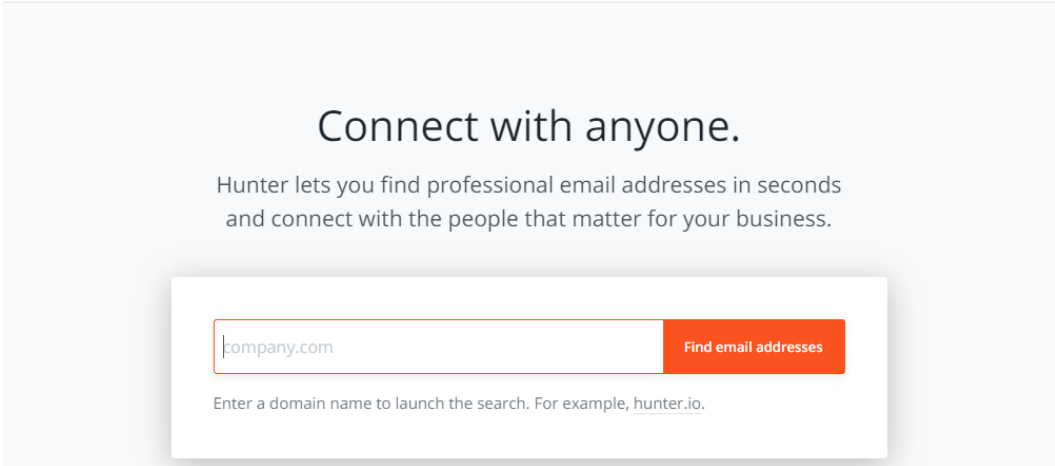 Connect with anyone.
Hunter lets you find professional email addresses in seconds
and connect with the people that matter for your business.
company.com
Find email addresses
Enter a domain name to launch the search. For example, hunter.io.